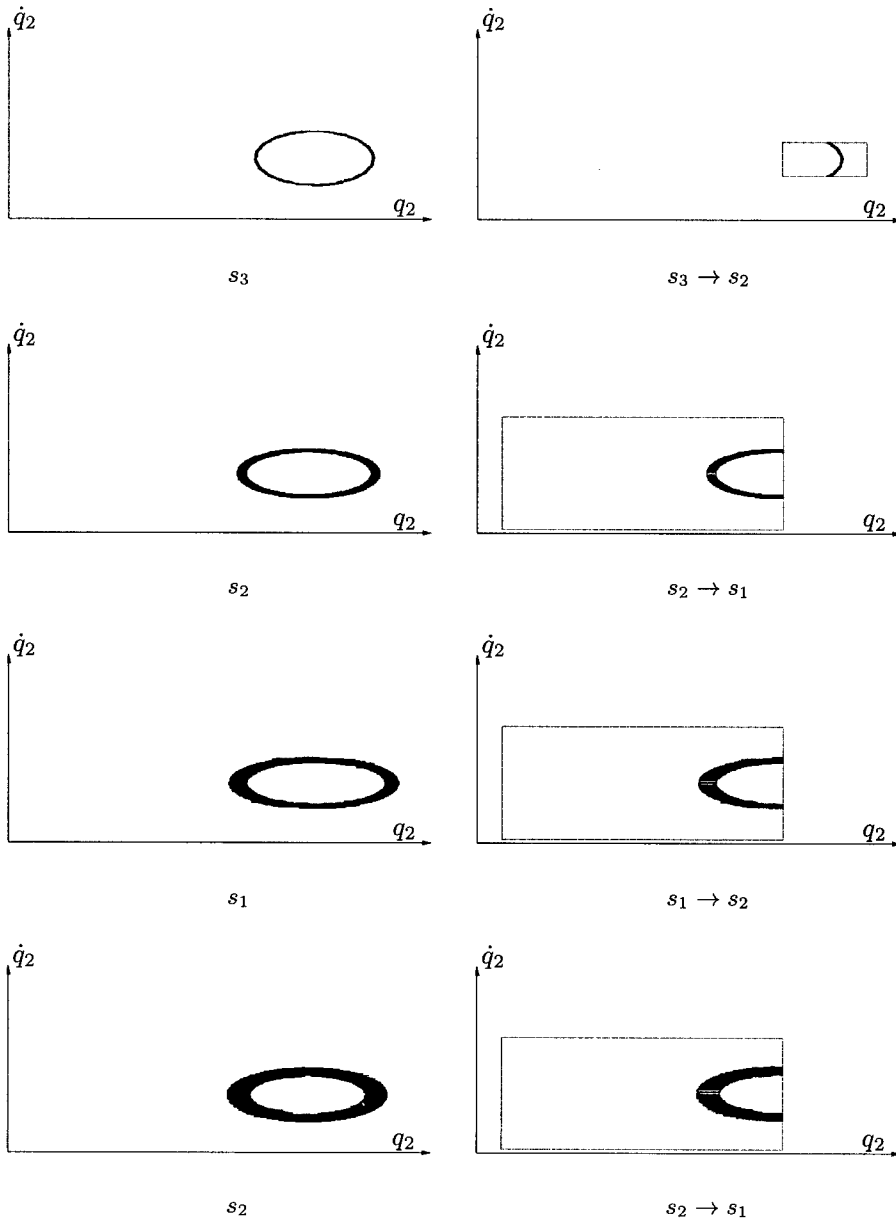 q̇₂ q̇₂
q₂ q₂
s₃ s₃ → s₂
q̇₂ q̇₂
q₂ q₂
s₂ s₂ → s₁
q̇₂ q̇₂
q₂ q₂
s₁ s₁ → s₂
q̇₂ q̇₂
q₂ q₂
s₂ s₂ → s₁